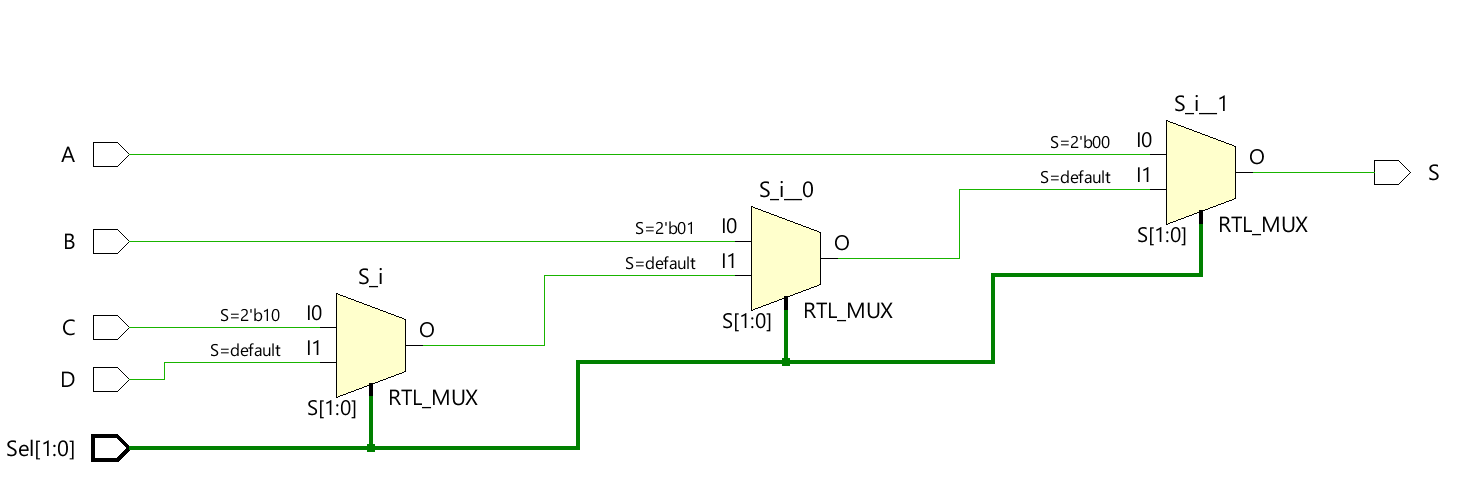 S_i__1
A
S=2'b00
I0
O
S
S=default
I1
S_i__0
S[1:0]
RTL_MUX
B
S=2'b01
I0
O
S=default
I1
S_i
S[1:0]
RTL_MUX
C
S=2'b10
I0
O
S=default
I1
D
S[1:0]
RTL_MUX
Sel[1:0]